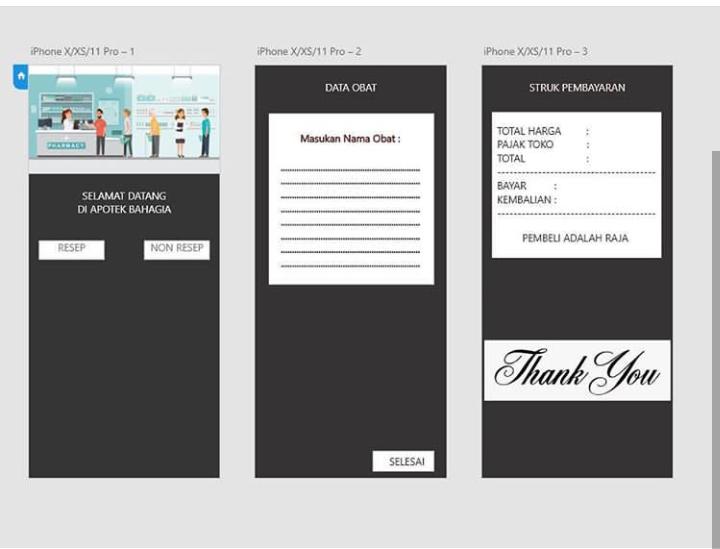 iPhone X/XS/11 Pro – 1
PHARMACY
SELAMAT DATANG
DI APOTEK BAHAGIA
RESEP
NON RESEP
iPhone X/XS/11 Pro – 2
DATA OBAT
Masukan Nama Obat :
SELESAI
iPhone X/XS/11 Pro – 3
STRUK PEMBAYARAN
TOTAL HARGA :
PAJAK TOKO :
TOTAL :
BAYAR :
KEMBALIAN :
PEMBELI ADALAH RAJA
Thank You